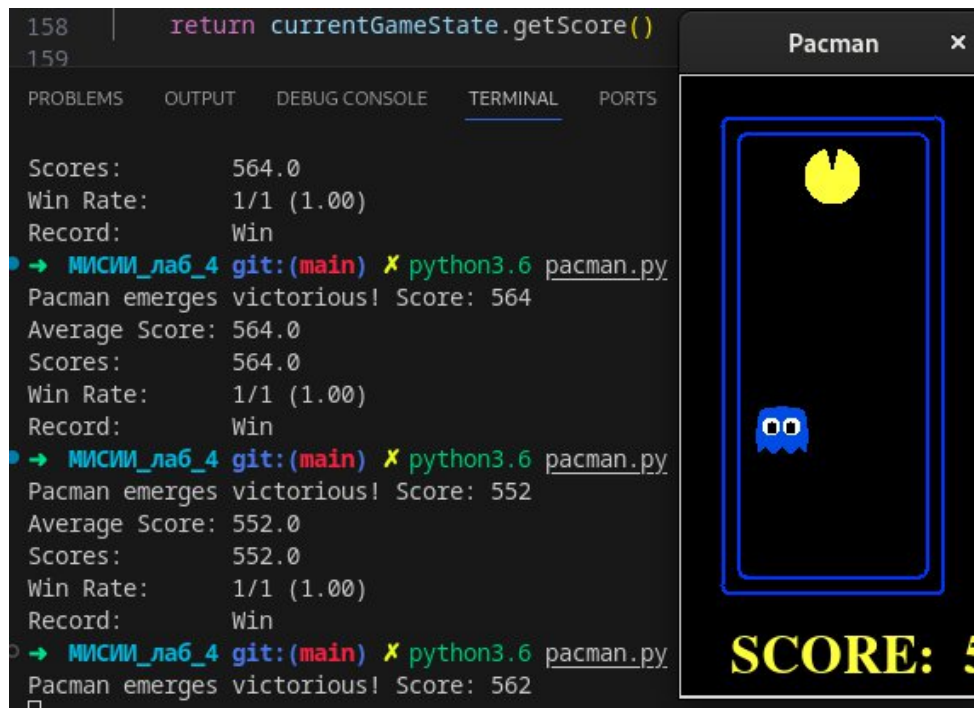 158 return currentGameState.getScore()
159
PROBLEMS OUTPUT DEBUG CONSOLE TERMINAL PORTS
Scores: 564.0
Win Rate: 1/1 (1.00)
Record: Win
➜ МИСИИ_лаб_4 git:(main) ✗ python3.6 pacman.py
Pacman emerges victorious! Score: 564
Average Score: 564.0
Scores: 564.0
Win Rate: 1/1 (1.00)
Record: Win
➜ МИСИИ_лаб_4 git:(main) ✗ python3.6 pacman.py
Pacman emerges victorious! Score: 552
Average Score: 552.0
Scores: 552.0
Win Rate: 1/1 (1.00)
Record: Win
➜ МИСИИ_лаб_4 git:(main) ✗ python3.6 pacman.py
Pacman emerges victorious! Score: 562
Pacman ×
SCORE: 5